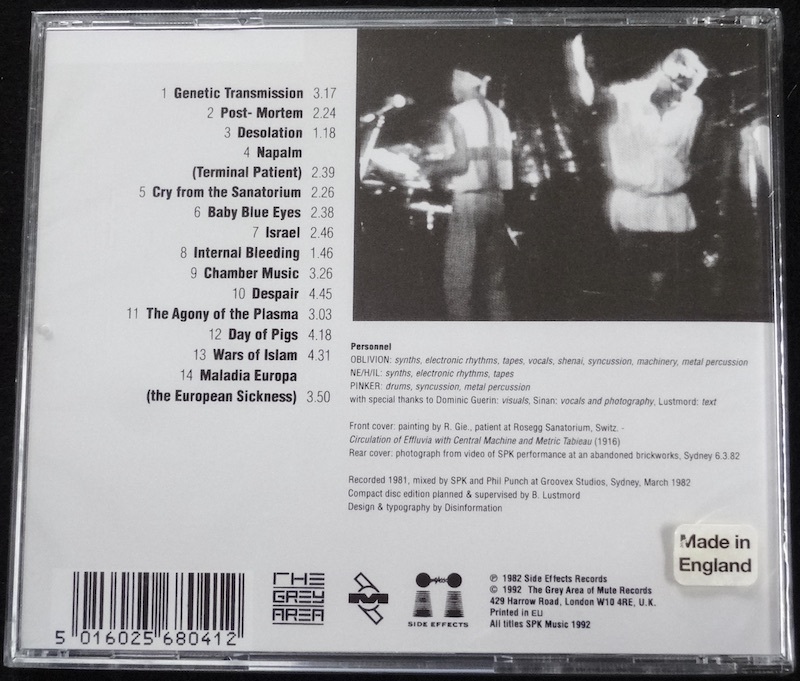 1 Genetic Transmission 3.17
2 Post- Mortem 2.24
3 Desolation 1.18
4 Napalm
(Terminal Patient) 2.39
5 Cry from the Sanatorium 2.26
6 Baby Blue Eyes 2.38
7 Israel 2.46
8 Internal Bleeding 1.46
9 Chamber Music 3.26
10 Despair 4.45
11 The Agony of the Plasma 3.03
12 Day of Pigs 4.18
13 Wars of Islam 4.31
14 Maladia Europa
(the European Sickness) 3.50
Personnel
OBLIVION: synths, electronic rhythms, tapes, vocals, shenai, syncussion, machinery, metal percussion
NE/H/IL: synths, electronic rhythms, tapes
PINKER: drums, syncussion, metal percussion
with special thanks to Dominic Guerin: visuals, Sinan: vocals and photography, Lustmord: text
Front cover: painting by R. Gie., patient at Rosegg Sanatorium, Switz. -
Circulation of Effluvia with Central Machine and Metric Tableau (1916)
Rear cover: photograph from video of SPK performance at an abandoned brickworks, Sydney 6.3.82
Recorded 1981, mixed by SPK and Phil Punch at Groovex Studios, Sydney, March 1982
Compact disc edition planned & supervised by B. Lustmord
Design & typography by Disinformation
Made in
England
5 016025 680412
THE
GREY
AREA
SIDE EFFECTS
℗ 1982 Side Effects Records
© 1992 The Grey Area of Mute Records
429 Harrow Road, London W10 4RE, U.K.
Printed in EU
All titles SPK Music 1992